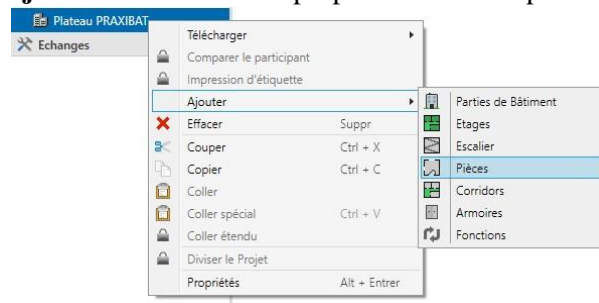 Plateau PRAXIBAT
Echanges
Télécharger
Comparer le participant
Impression d'étiquette
Ajouter
Effacer Suppr
Couper Ctrl + X
Copier Ctrl + C
Coller
Coller spécial Ctrl + V
Coller étendu
Diviser le Projet
Propriétés Alt + Entrer
Parties de Bâtiment
Etages
Escalier
Pièces
Corridors
Armoires
Fonctions